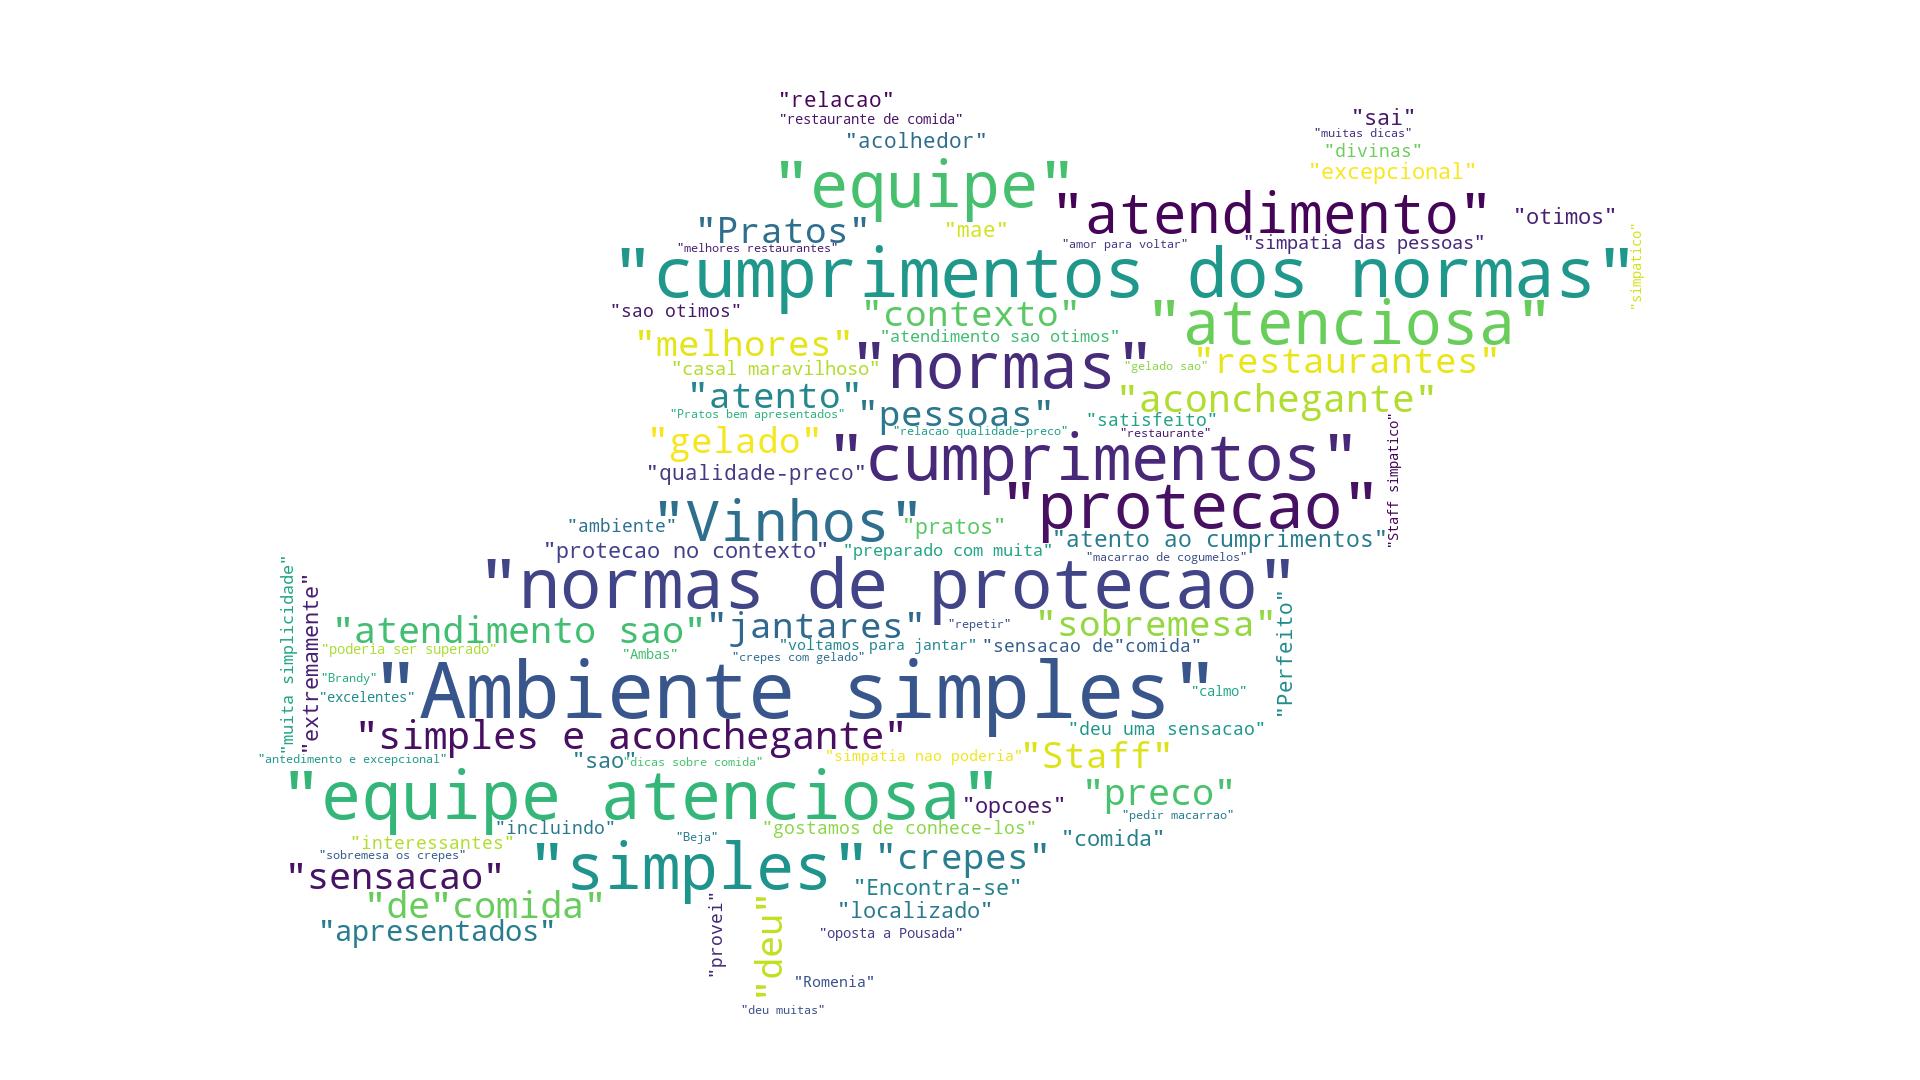 "relacao"
"restaurante de comida"
"sai"
"muitas dicas"
"acolhedor"
"divinas"
"excepcional"
"equipe"
"atendimento"
"otimos"
"Pratos"
"mae"
"simpatico"
"melhores restaurantes"
"amor para voltar"
"simpatia das pessoas"
"cumprimentos dos normas"
"sao otimos"
"contexto"
"atenciosa"
"melhores"
"atendimento sao otimos"
"casal maravilhoso"
"normas"
"gelado sao"
"restaurantes"
"atento"
"aconchegante"
"Pratos bem apresentados"
"pessoas"
"satisfeito"
"relacao qualidade-preco"
"restaurante"
"gelado"
"cumprimentos"
"Staff simpatico"
"qualidade-preco"
"protecao"
"Vinhos"
"ambiente"
"pratos"
"atento ao cumprimentos"
"protecao no contexto"
"preparado com muita"
"macarrao de cogumelos"
"normas de protecao"
"muita simplicidade"
"extremamente"
"Perfeito"
"atendimento sao"
"jantares"
"repetir"
"sobremesa"
"poderia ser superado"
"Ambas"
"voltamos para jantar"
"sensacao de"comida"
"crepes com gelado"
"Brandy"
"excelentes"
"Ambiente simples"
"calmo"
"simples e aconchegante"
"deu uma sensacao"
"antedimento e excepcional"
"sao"
"dicas sobre comida"
"simpatia nao poderia"
"Staff"
"equipe atenciosa"
"opcoes"
"preco"
"pedir macarrao"
"incluindo"
"Beja"
"gostamos de conhece-los"
"comida"
"interessantes"
"sobremesa os crepes"
"simples"
"crepes"
"sensacao"
"Encontra-se"
"de"comida"
"localizado"
"apresentados"
"provei"
"deu"
"oposta a Pousada"
"Romenia"
"deu muitas"